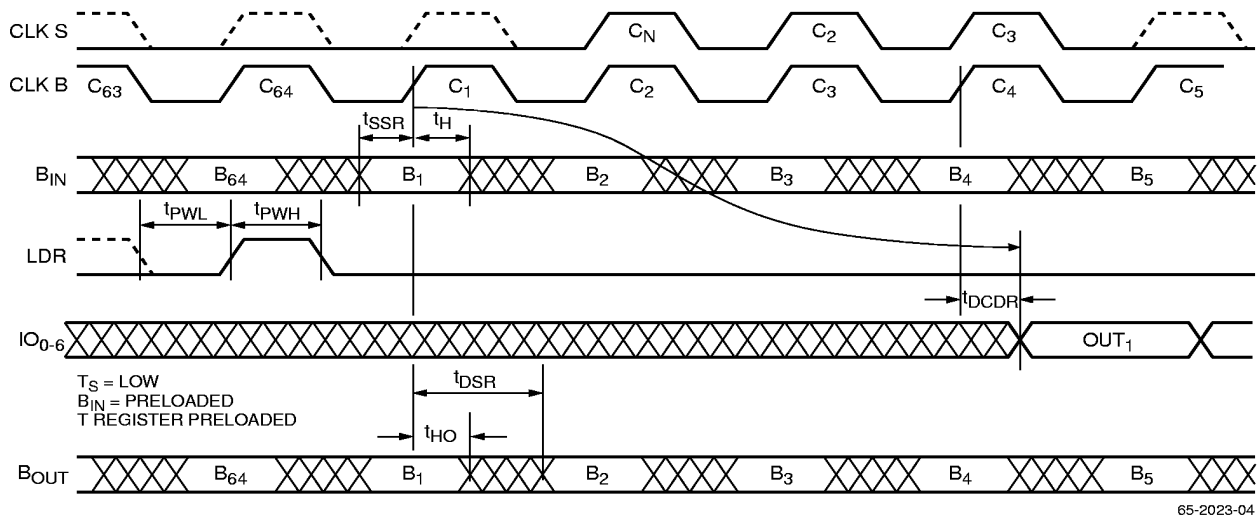 CLK S C_N C_2 C_3
CLK B C_63 C_64 C_1 C_2 C_3 C_4 C_5
t_SSR t_H
B_IN B_64 B_1 B_2 B_3 B_4 B_5
t_PWL t_PWH
LDR
t_DCDR
IO_0-6 OUT_1
T_S = LOW
B_IN = PRELOADED
T REGISTER PRELOADED
t_DSR
t_HO
B_OUT B_64 B_1 B_2 B_3 B_4 B_5
65-2023-04